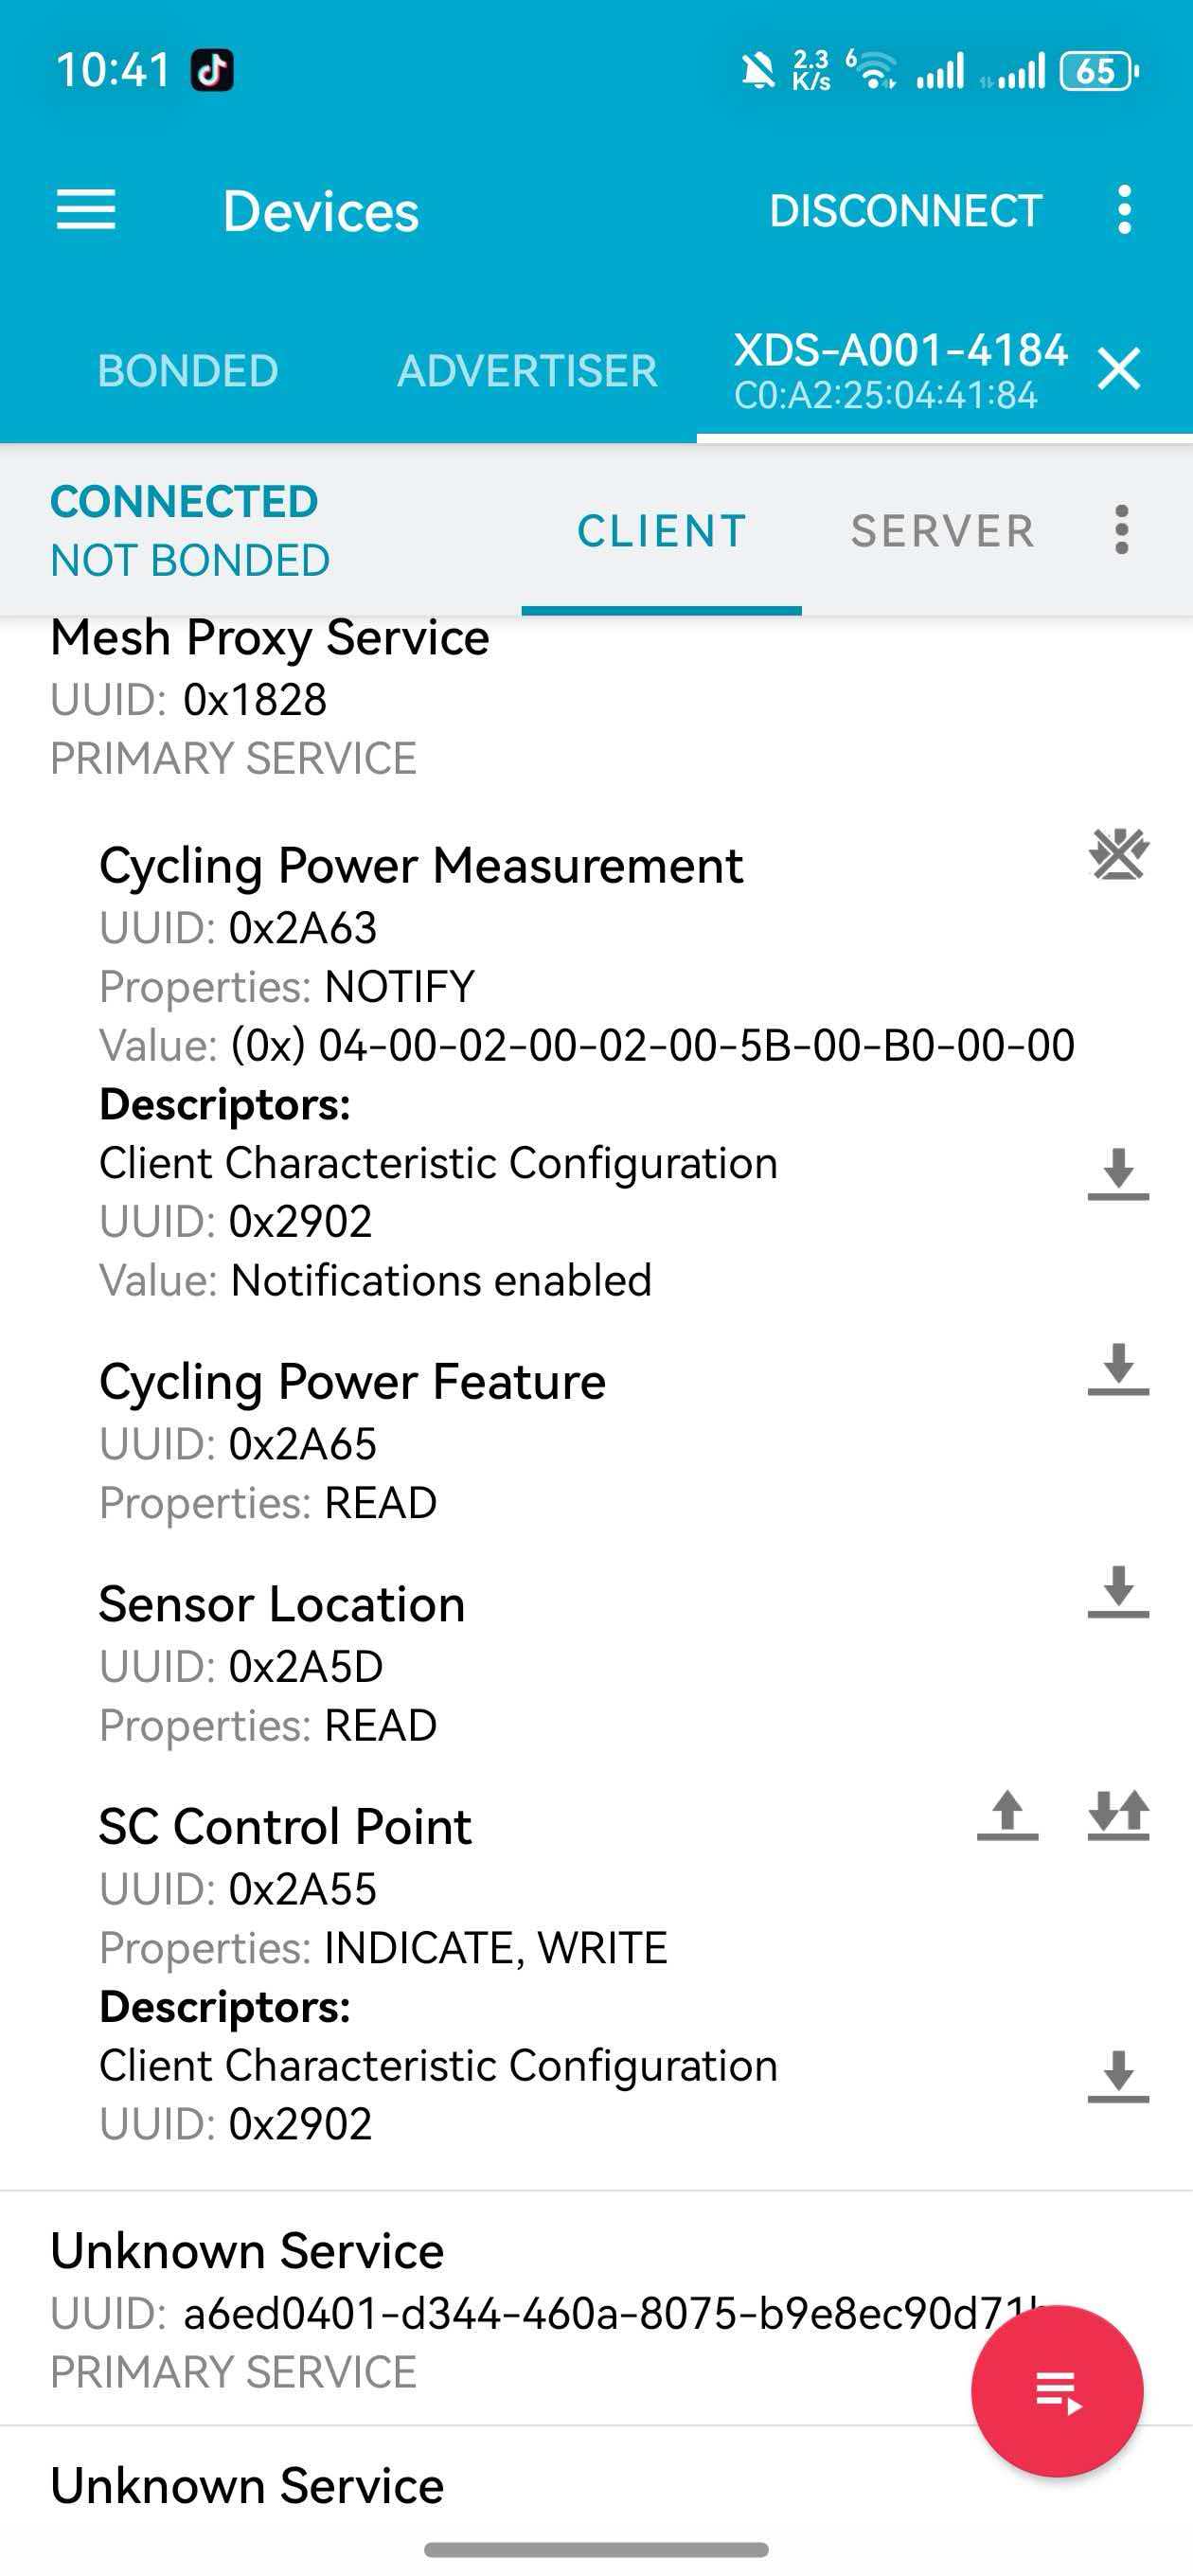 10:41
2.3 K/s 6 65
Devices DISCONNECT
BONDED ADVERTISER XDS-A001-4184
C0:A2:25:04:41:84
CONNECTED
NOT BONDED
CLIENT SERVER
Mesh Proxy Service
UUID: 0x1828
PRIMARY SERVICE
Cycling Power Measurement
UUID: 0x2A63
Properties: NOTIFY
Value: (0x) 04-00-02-00-02-00-5B-00-B0-00-00
Descriptors:
Client Characteristic Configuration
UUID: 0x2902
Value: Notifications enabled
Cycling Power Feature
UUID: 0x2A65
Properties: READ
Sensor Location
UUID: 0x2A5D
Properties: READ
SC Control Point
UUID: 0x2A55
Properties: INDICATE, WRITE
Descriptors:
Client Characteristic Configuration
UUID: 0x2902
Unknown Service
UUID: a6ed0401-d344-460a-8075-b9e8ec90d71
PRIMARY SERVICE
Unknown Service